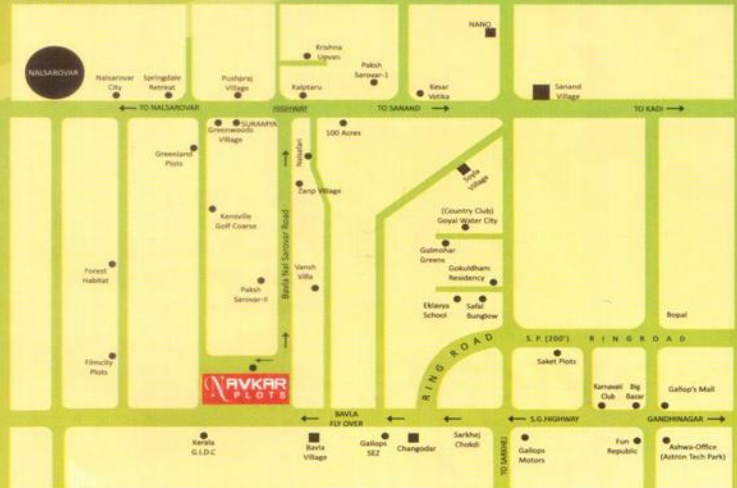 NANO
Krishna
Upvan
NALSAROVAR
Nalsarovar
City
Springdale
Retreat
Pushpraj
Village
Kalptaru
Paksh
Sarovar-1
Kesar
Votika
Sanand
Village
← TO NALSAROVAR
HIGHWAY
TO SANAND →
TO KADI →
SURAMYA
Greenwoods
Village
100 Acres
Greenland
Plots
Nalsafari
Zanp Village
Soyla
Village
Kensville
Golf Coarse
(Country Club)
Goyal Water City
Bavla Nal Sarovar Road
Gulmohar
Greens
Gokuldham
Residency
Forest
Habitat
Paksh
Sarovar-II
Vansh
Villa
Eklavya
School
Safal
Bunglow
Bopal
RING ROAD
S. P. (200') RINGROAD
Filmcity
Plots
Saket Plots
NAVKAR
PLOTS
Karnavati
Club
Big
Bazar
Gallop's Mall
BAVLA
FLY OVER
S.G.HIGHWAY
GANDHINAGAR →
Kerala
G.I.D.C
Bavla
Village
Gallops
SEZ
Changodar
Sarkhej
Chokdi
TO SARKHEJ
Gallops
Motors
Fun
Republic
Ashwa-Office
(Astron Tech Park)